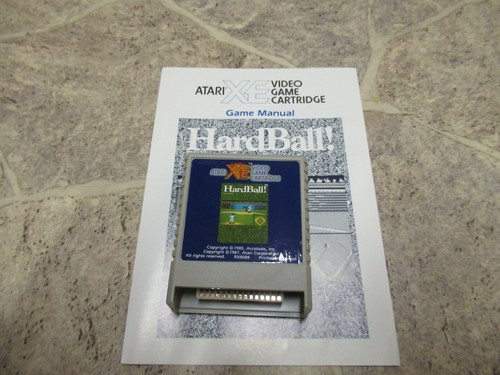 ATARI XE VIDEO
GAME
CARTRIDGE
Game Manual
HardBall!
ATARI XE VIDEO
GAME
CARTRIDGE
HardBall!
Copyright © 1985, Accolade, Inc.
Copyright © 1987, Atari Corporation
All rights reserved. RX8086